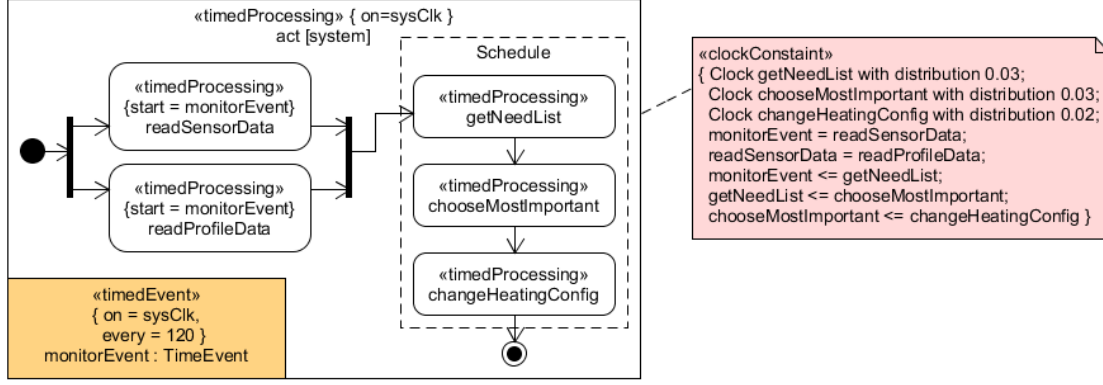 «timedProcessing» { on=sysClk }
act [system]
Schedule
«timedProcessing»
{start = monitorEvent}
readSensorData
«timedProcessing»
{start = monitorEvent}
readProfileData
«timedProcessing»
getNeedList
«timedProcessing»
chooseMostImportant
«timedProcessing»
changeHeatingConfig
«timedEvent»
{ on = sysClk,
every = 120 }
monitorEvent : TimeEvent
«clockConstaint»
{ Clock getNeedList with distribution 0.03;
Clock chooseMostImportant with distribution 0.03;
Clock changeHeatingConfig with distribution 0.02;
monitorEvent = readSensorData;
readSensorData = readProfileData;
monitorEvent <= getNeedList;
getNeedList <= chooseMostImportant;
chooseMostImportant <= changeHeatingConfig }